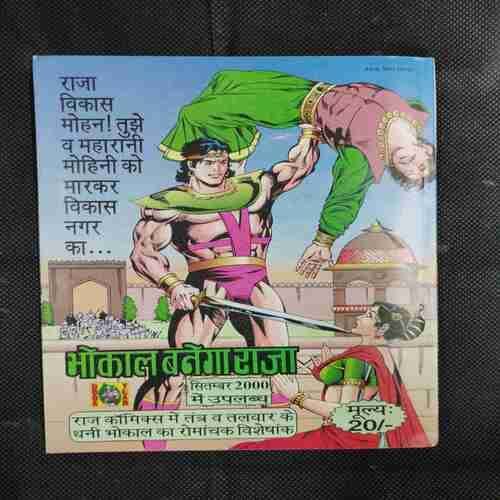 राजा
विकास
मोहन! तुझे
व महारानी
मोहिनी को
मारकर
विकास
नगर
का...
भोकाल बनेगा राजा
सितम्बर 2000
में उपलब्ध
राज कॉमिक्स में तंत्र व तलवार के
धनी भोकाल का रोमांचक विशेषांक
मूल्य:
20/-